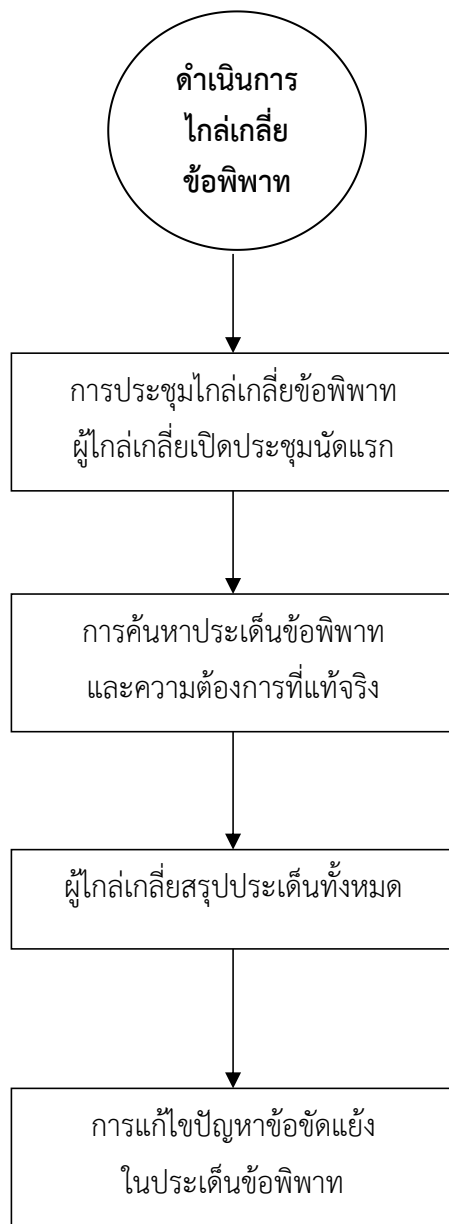 ดำเนินการ
ไกล่เกลี่ย
ข้อพิพาท
การประชุมไกล่เกลี่ยข้อพิพาท
ผู้ไกล่เกลี่ยเปิดประชุมนัดแรก
การค้นหาประเด็นข้อพิพาท
และความต้องการที่แท้จริง
ผู้ไกล่เกลี่ยสรุปประเด็นทั้งหมด
การแก้ไขปัญหาข้อขัดแย้ง
ในประเด็นข้อพิพาท